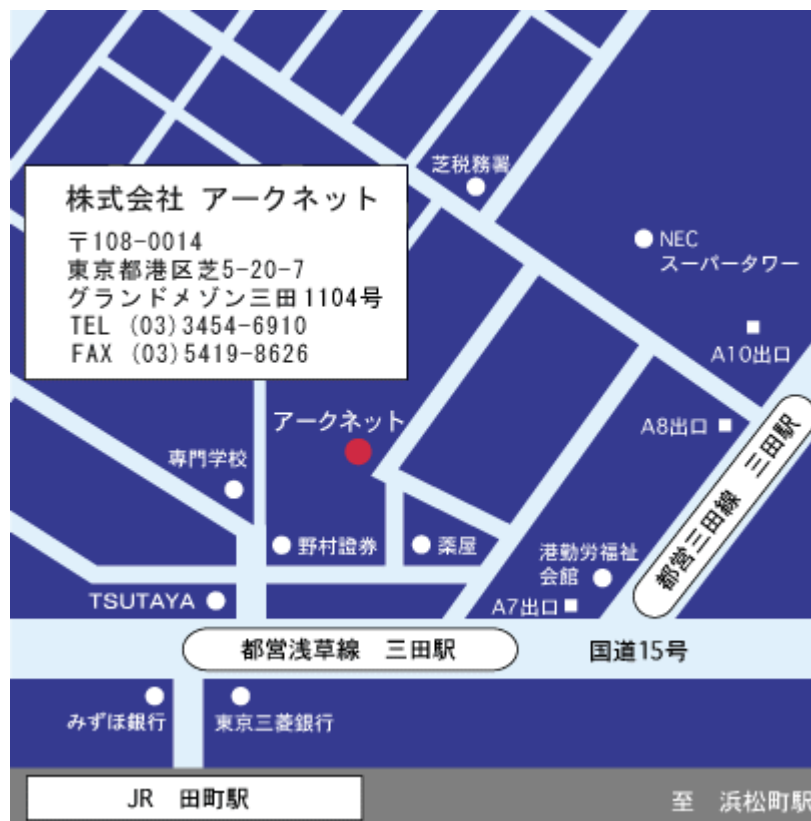 芝税務署
株式会社 アークネット
〒108-0014
東京都港区芝5-20-7
グランドメゾン三田1104号
TEL (03)3454-6910
FAX (03)5419-8626
NEC
スーパータワー
A10出口
A8出口
都営三田線 三田駅
アークネット
専門学校
野村證券
薬屋
港勤労福祉
会館
A7出口
TSUTAYA
都営浅草線 三田駅
国道15号
みずほ銀行
東京三菱銀行
JR 田町駅
至 浜松町駅